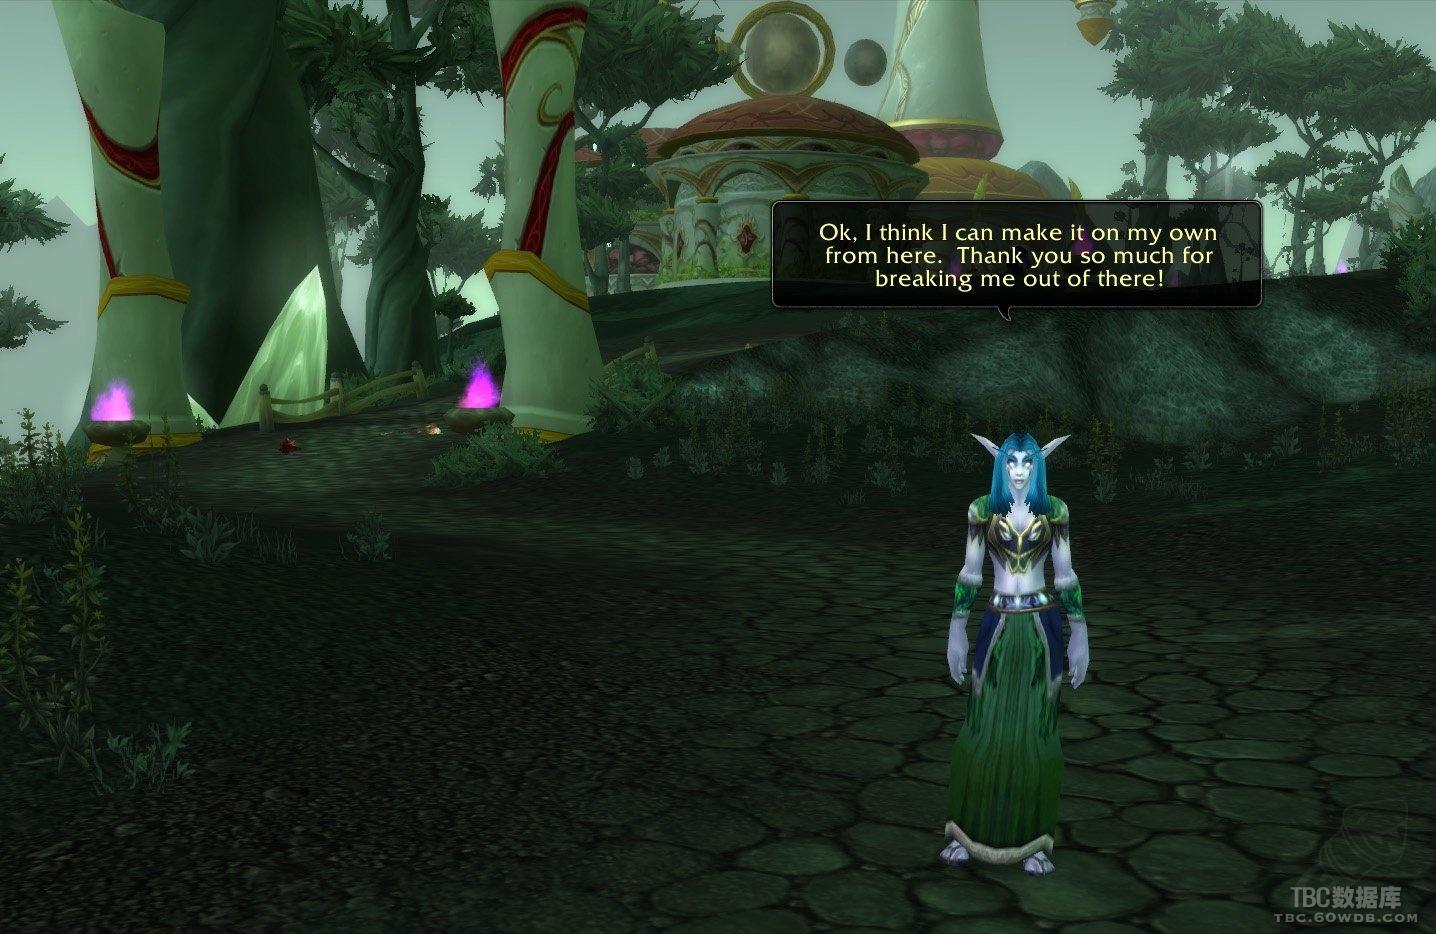 Ok, I think I can make it on my own
from here.  Thank you so much for
breaking me out of there!
TBC数据库
TBC.60WDB.COM